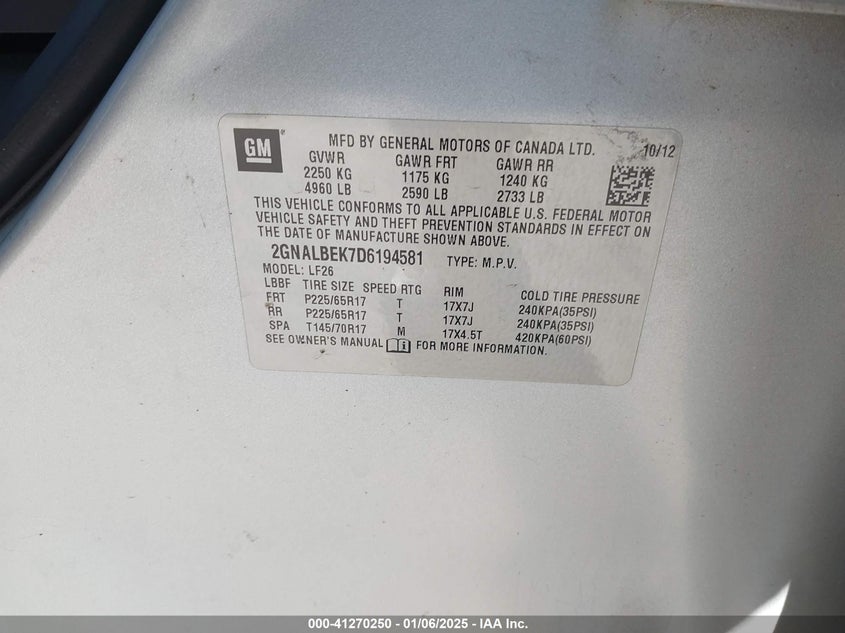 GM ® MFD BY GENERAL MOTORS OF CANADA LTD. 10/12
GVWR GAWR FRT GAWR RR
2250 KG 1175 KG 1240 KG
4960 LB 2590 LB 2733 LB
THIS VEHICLE CONFORMS TO ALL APPLICABLE U.S. FEDERAL MOTOR
VEHICLE SAFETY AND THEFT PREVENTION STANDARDS IN EFFECT ON
THE DATE OF MANUFACTURE SHOWN ABOVE.
2GNALBEK7D6194581 TYPE: M.P.V.
MODEL: LF26
LBBF TIRE SIZE SPEED RTG RIM COLD TIRE PRESSURE
FRT P225/65R17 T 17X7J 240KPA(35PSI)
RR P225/65R17 T 17X7J 240KPA(35PSI)
SPA T145/70R17 M 17X4.5T 420KPA(60PSI)
SEE OWNER'S MANUAL FOR MORE INFORMATION.
000-41270250 - 01/06/2025 - IAA Inc.